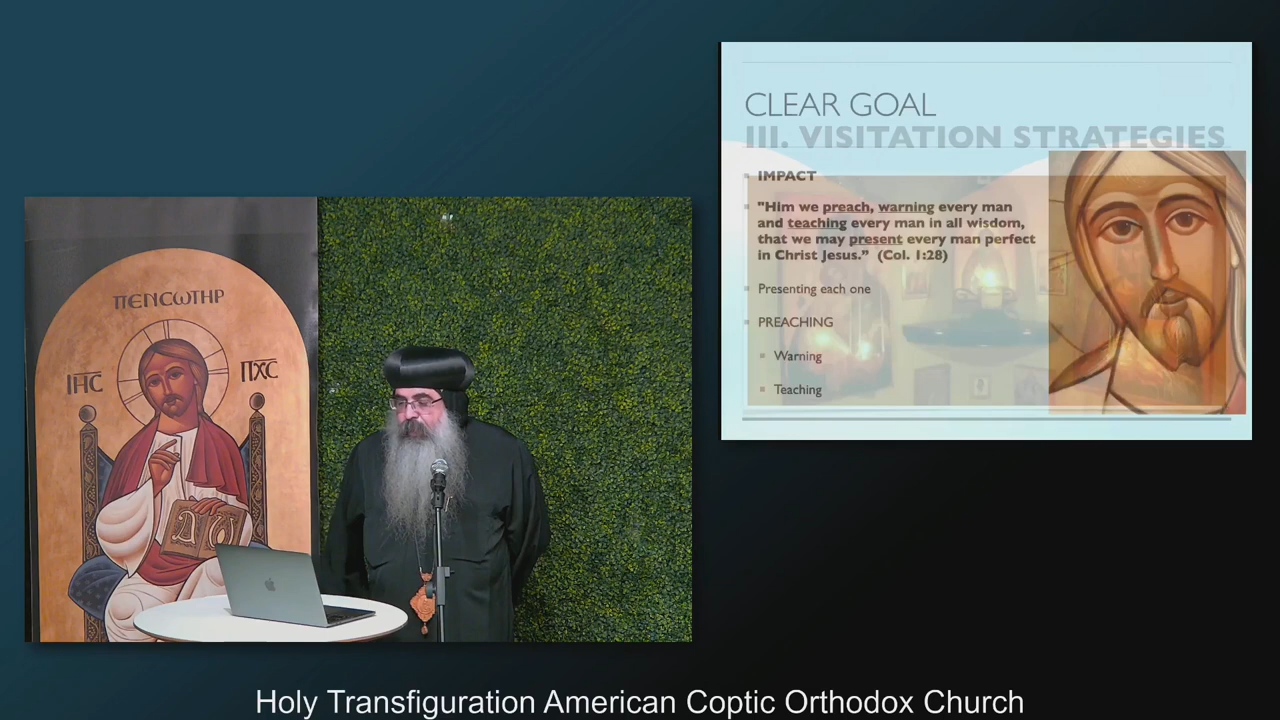 CLEAR GOAL
III. VISITATION STRATEGIES
IMPACT
"Him we preach, warning every man
and teaching every man in all wisdom,
that we may present every man perfect
in Christ Jesus.” (Col. 1:28)
Presenting each one
PREACHING
Warning
Teaching
ⲠⲈⲚⲤⲰⲦⲎⲢ
ⲒⲎⲤ
ⲠⲬⲤ
Ⲁ Ⲱ
Holy Transfiguration American Coptic Orthodox Church